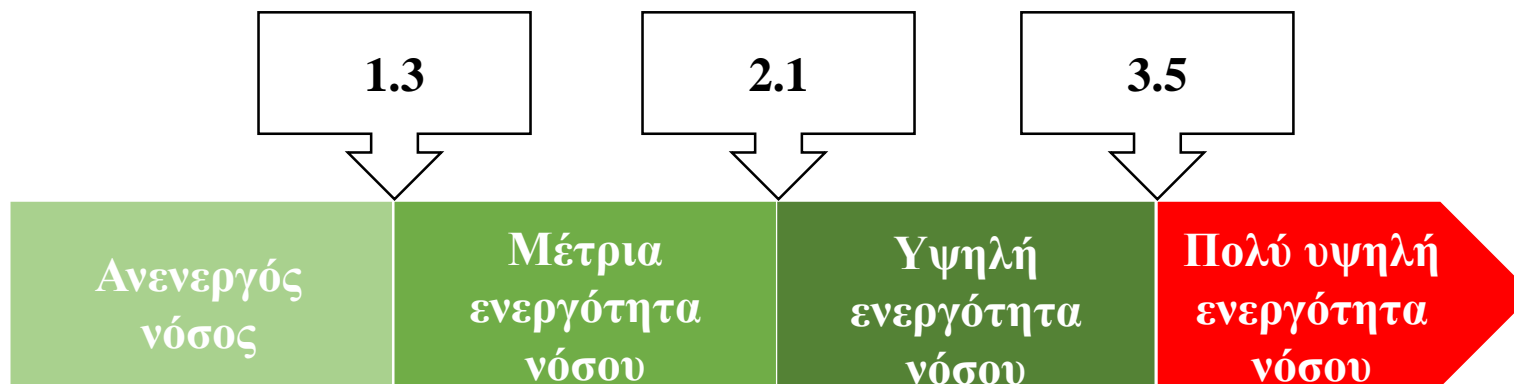 1.3
2.1
3.5
Ανενεργός
νόσος
Μέτρια
ενεργότητα
νόσου
Υψηλή
ενεργότητα
νόσου
Πολύ υψηλή
ενεργότητα
νόσου